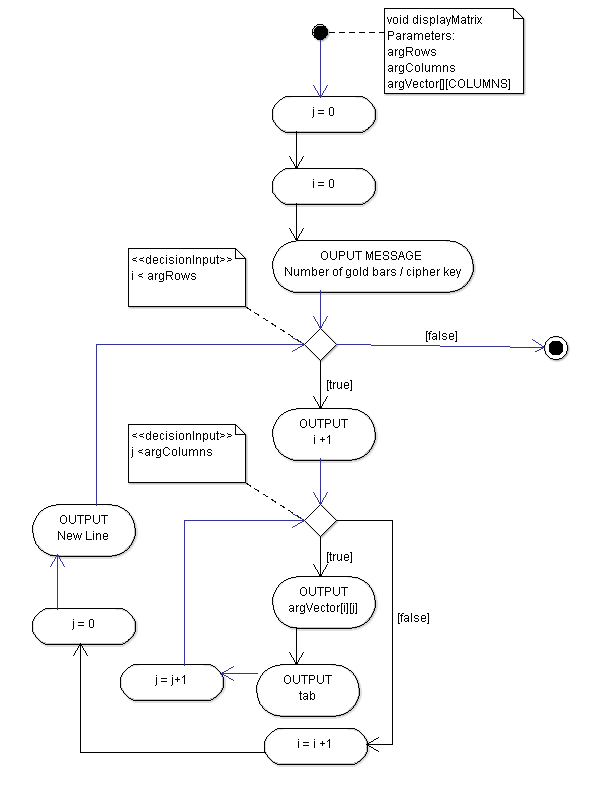 void displayMatrix
Parameters:
argRows
argColumns
argVector[][COLUMNS]
j = 0
i = 0
OUPUT MESSAGE
Number of gold bars / cipher key
<<decisionInput>>
i < argRows
[false]
[true]
OUTPUT
i +1
<<decisionInput>>
j <argColumns
OUTPUT
New Line
[true]
OUTPUT
argVector[i][j]
[false]
j = 0
j = j+1
OUTPUT
tab
i = i +1